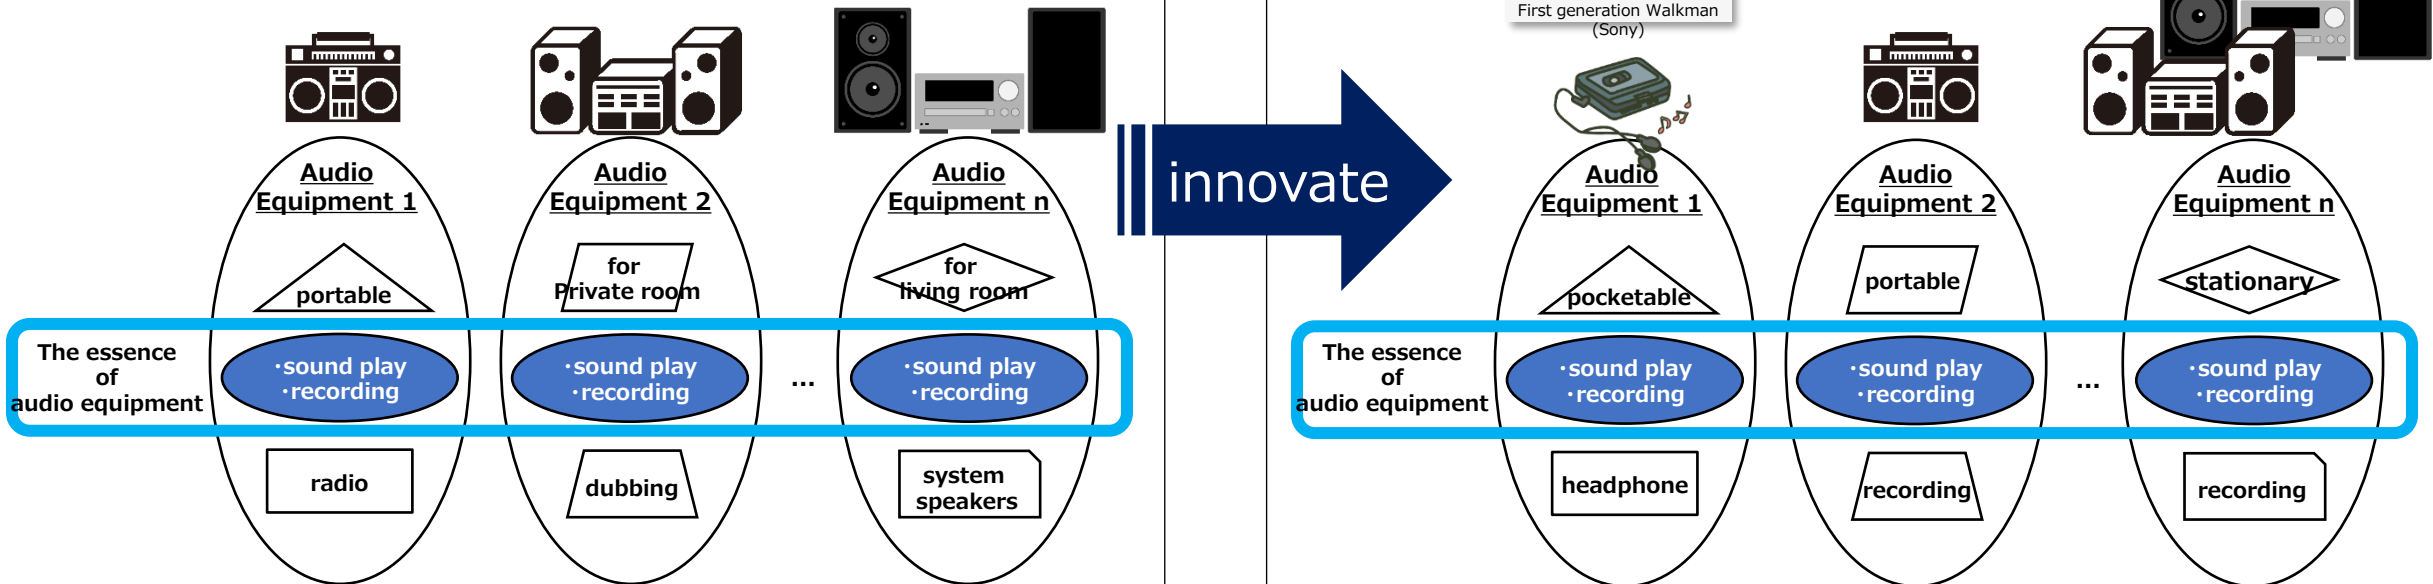 Audio
Equipment 1
portable
・sound play
・recording
radio
Audio
Equipment 2
for
Private room
・sound play
・recording
dubbing
...
Audio
Equipment n
for
living room
・sound play
・recording
system
speakers
The essence
of
audio equipment
innovate
First generation Walkman
(Sony)
Audio
Equipment 1
pocketable
・sound play
・recording
headphone
Audio
Equipment 2
portable
・sound play
・recording
recording
...
Audio
Equipment n
stationary
・sound play
・recording
recording
The essence
of
audio equipment